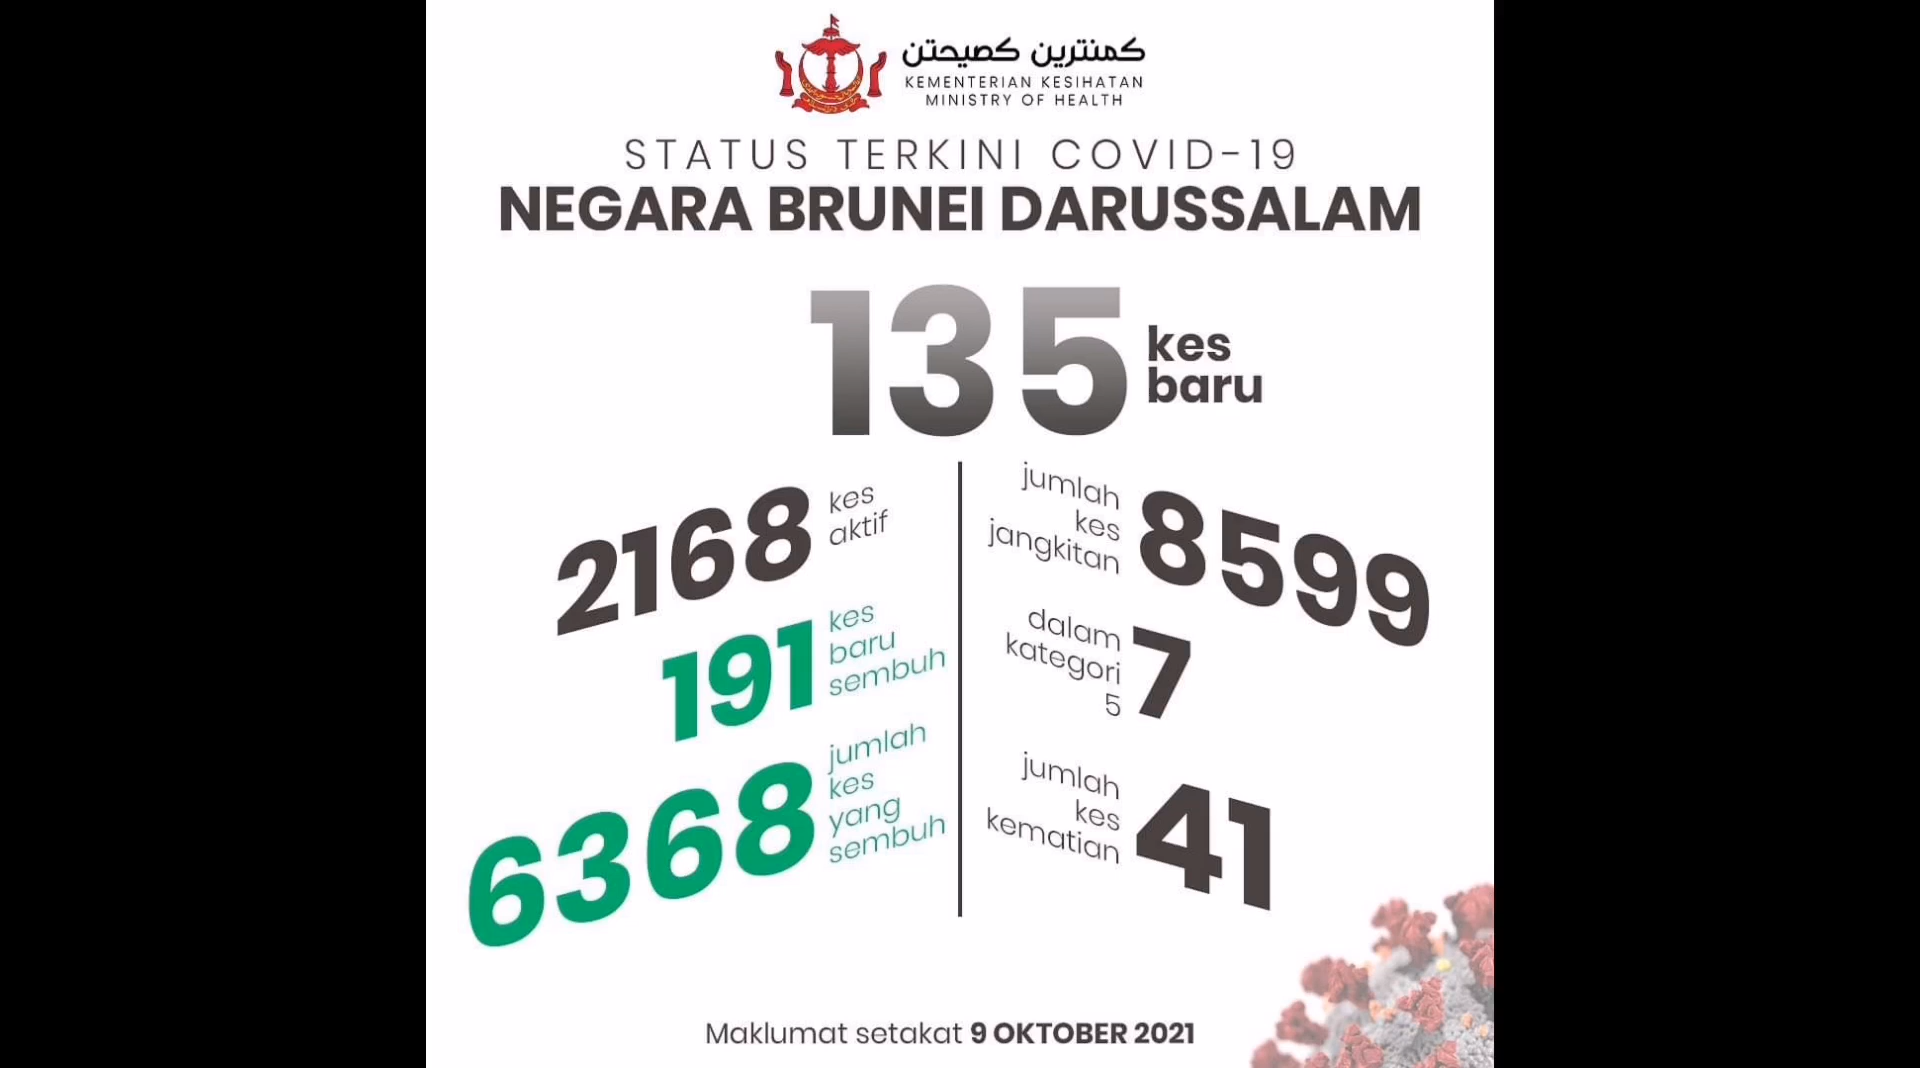 كمنترين كصيحتن
KEMENTERIAN KESIHATAN
MINISTRY OF HEALTH
STATUS TERKINI COVID-19
NEGARA BRUNEI DARUSSALAM
135 kes
baru
2168 kes
aktif
191 kes
baru
sembuh
6368 jumlah
kes
yang
sembuh
jumlah
kes
jangkitan 8599
dalam
kategori
5 7
jumlah
kes
kematian 41
Maklumat setakat 9 OKTOBER 2021